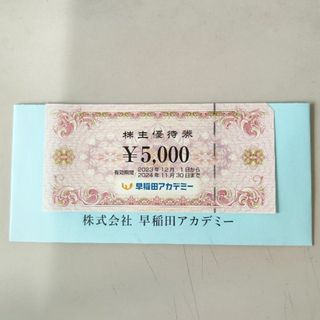 株主優待券
¥5,000
有効期間 2023年12月 1日から
2024年11月30日まで
早稲田アカデミー
株式会社 早稲田アカデミー